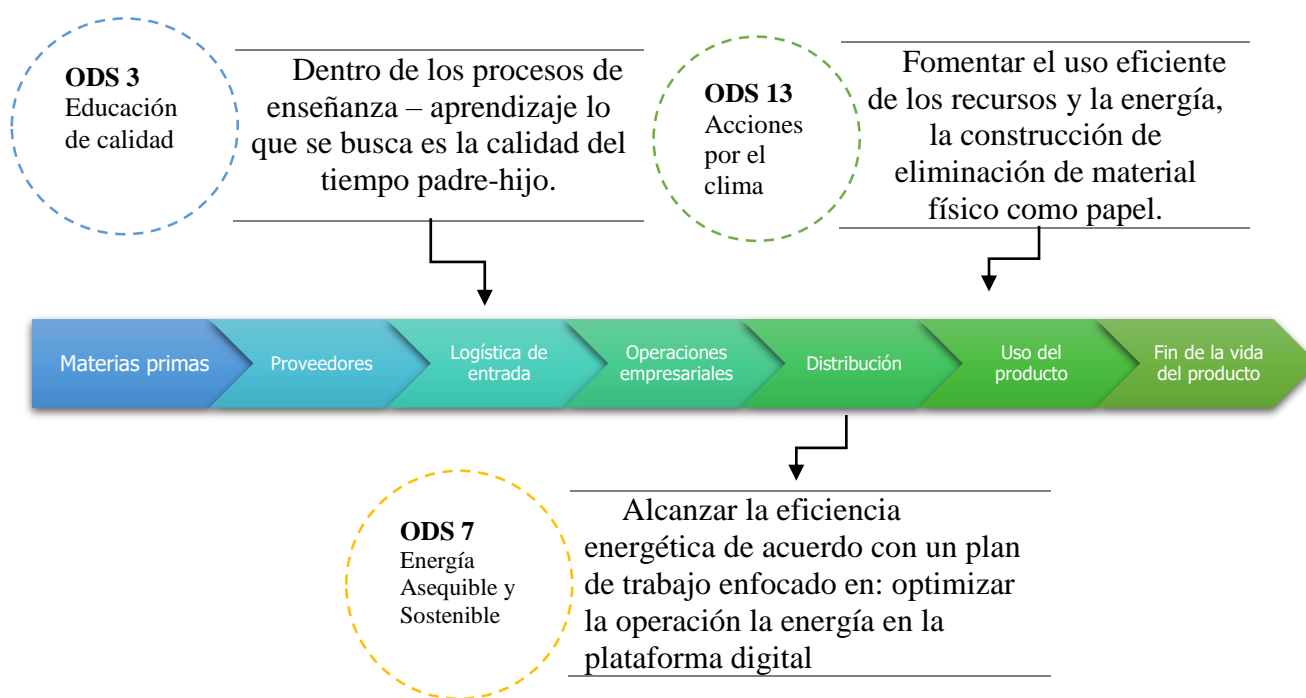 ODS 3
Educación
de calidad
Dentro de los procesos de
enseñanza – aprendizaje lo
que se busca es la calidad del
tiempo padre-hijo.
ODS 13
Acciones
por el
clima
Fomentar el uso eficiente
de los recursos y la energía,
la construcción de
eliminación de material
físico como papel.
Materias primas
Proveedores
Logística de
entrada
Operaciones
empresariales
Distribución
Uso del
producto
Fin de la vida
del producto
ODS 7
Energía
Asequible y
Sostenible
Alcanzar la eficiencia
energética de acuerdo con un plan
de trabajo enfocado en: optimizar
la operación la energía en la
plataforma digital